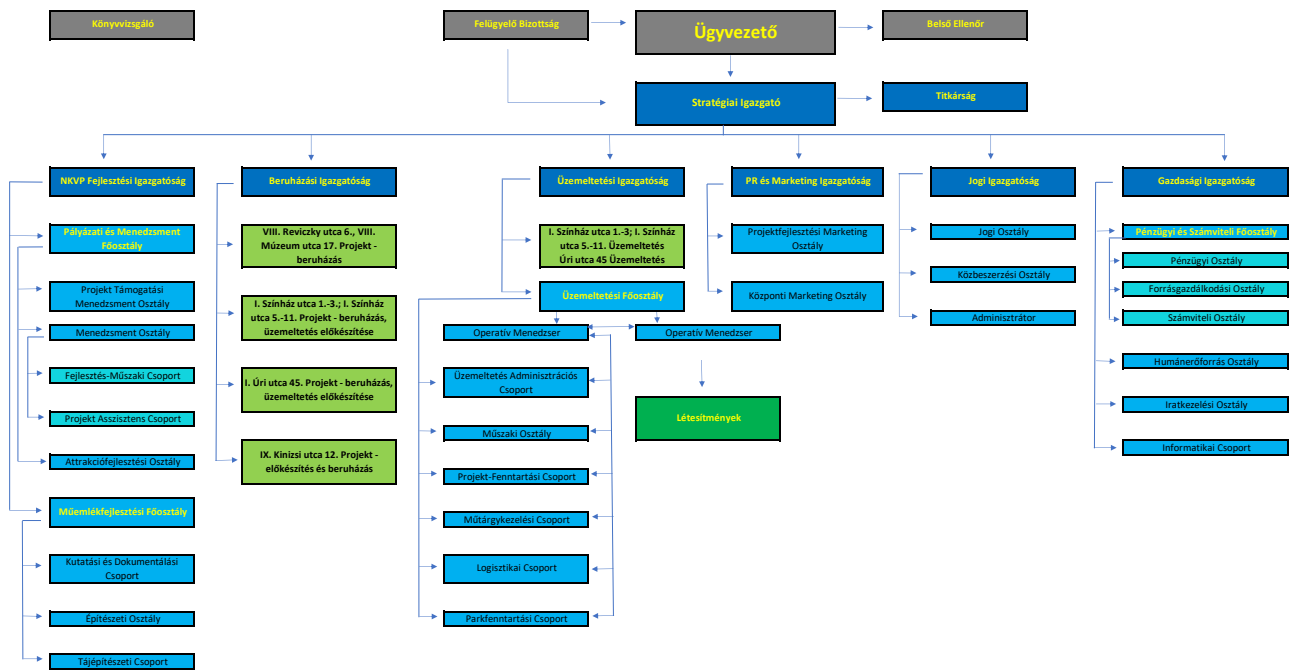 Könyvvizsgáló
Felügyelő Bizottság
Ügyvezető
Belső Ellenőr
Stratégiai Igazgató
Titkárság
NKVP Fejlesztési Igazgatóság
Pályázati és Menedzsment
Főosztály
Projekt Támogatási
Menedzsment Osztály
Menedzsment Osztály
Fejlesztés-Műszaki Csoport
Projekt Asszisztens Csoport
Attrakciófejlesztési Osztály
Műemlékfejlesztési Főosztály
Kutatási és Dokumentálási
Csoport
Építészeti Osztály
Tájépítészeti Csoport
Beruházási Igazgatóság
VIII. Reviczky utca 6., VIII.
Múzeum utca 17. Projekt -
beruházás
I. Színház utca 1.-3.; I. Színház
utca 5.-11. Projekt - beruházás,
üzemeltetés előkészítése
I. Úri utca 45. Projekt - beruházás,
üzemeltetés előkészítése
IX. Kinizsi utca 12. Projekt -
előkészítés és beruházás
Üzemeltetési Igazgatóság
I. Színház utca 1.-3; I. Színház
utca 5.-11. Üzemeltetés
Úri utca 45 Üzemeltetés
Üzemeltetési Főosztály
Operatív Menedzser
Operatív Menedzser
Üzemeltetés Adminisztrációs
Csoport
Műszaki Osztály
Projekt-Fenntartási Csoport
Műtárgykezelési Csoport
Logisztikai Csoport
Parkfenntartási Csoport
Létesítmények
PR és Marketing Igazgatóság
Projektfejlesztési Marketing
Osztály
Központi Marketing Osztály
Jogi Igazgatóság
Jogi Osztály
Közbeszerzési Osztály
Adminisztrátor
Gazdasági Igazgatóság
Pénzügyi és Számviteli Főosztály
Pénzügyi Osztály
Forrásgazdálkodási Osztály
Számviteli Osztály
Humánerőforrás Osztály
Iratkezelési Osztály
Informatikai Csoport